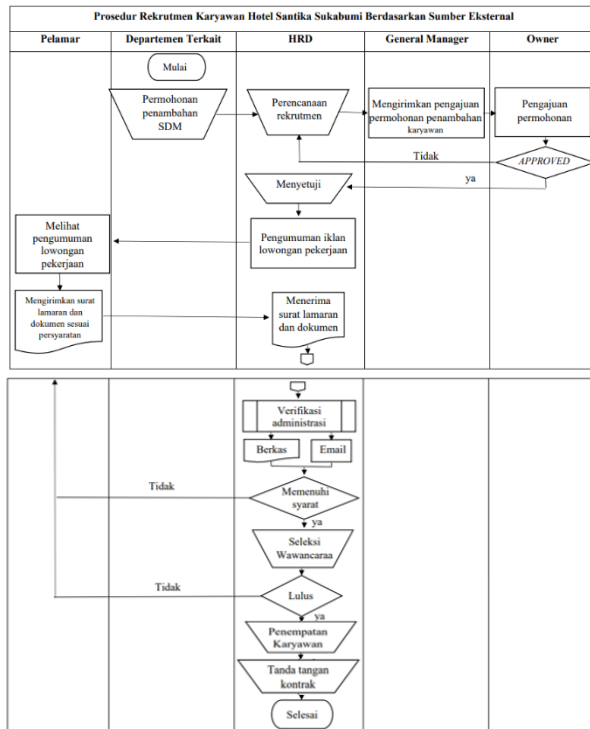 Prosedur Rekrutmen Karyawan Hotel Santika Sukabumi Berdasarkan Sumber Eksternal
Pelamar
Departemen Terkait
HRD
General Manager
Owner
Mulai
Permohonan
penambahan
SDM
Perencanaan
rekrutmen
Mengirimkan pengajuan
permohonan penambahan
karyawan
Pengajuan
permohonan
APPROVED
Tidak
ya
Menyetuji
Melihat
pengumuman
lowongan
pekerjaan
Pengumuman iklan
lowongan pekerjaan
Mengirimkan surat
lamaran dan
dokumen sesuai
persyaratan
Menerima
surat lamaran
dan dokumen
Verifikasi
administrasi
Berkas
Email
Memenuhi
syarat
Tidak
ya
Seleksi
Wawancaraa
Lulus
Tidak
ya
Penempatan
Karyawan
Tanda tangan
kontrak
Selesai